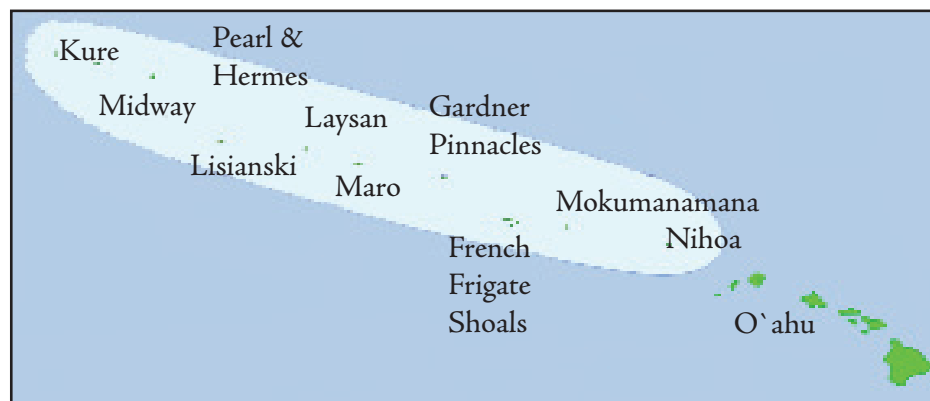 Kure
Pearl &
Hermes
Midway
Laysan
Gardner
Pinnacles
Lisianski
Maro
Mokumanamana
Nihoa
French
Frigate
Shoals
O`ahu